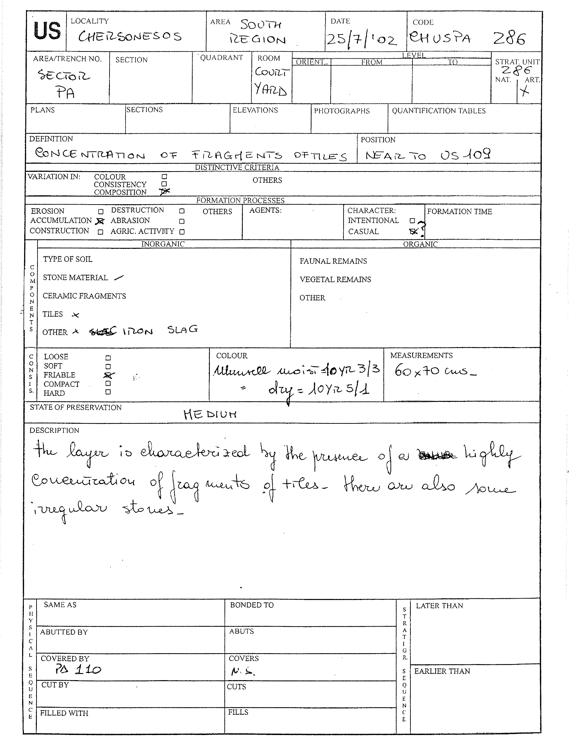 US
LOCALITY
CHERSONESOS
AREA SOUTH
REGION
DATE
25/7/'02
CODE
CHUSPA 286
AREA/TRENCH NO.
SECTOR
PA
SECTION
QUADRANT
ROOM
COURT
YARD
LEVEL
ORIENT. FROM TO
STRAT. UNIT
286
NAT. ART.
x
PLANS
SECTIONS
ELEVATIONS
PHOTOGRAPHS
QUANTIFICATION TABLES
DEFINITION
CONCENTRATION OF FRAGMENTS OF TILES
POSITION
NEAR TO US 109
DISTINCTIVE CRITERIA
VARIATION IN: COLOUR
CONSISTENCY
COMPOSITION x
OTHERS
FORMATION PROCESSES
EROSION
ACCUMULATION x
CONSTRUCTION
DESTRUCTION
ABRASION
AGRIC. ACTIVITY
OTHERS
AGENTS:
CHARACTER:
INTENTIONAL
CASUAL x ?
FORMATION TIME
COMPONENTS
INORGANIC
TYPE OF SOIL
STONE MATERIAL /
CERAMIC FRAGMENTS
TILES x
OTHER x IRON SLAG
ORGANIC
FAUNAL REMAINS
VEGETAL REMAINS
OTHER
CONSIS.
LOOSE
SOFT
FRIABLE x
COMPACT
HARD
COLOUR
Munsell moist = 10YR 3/3
" dry = 10YR 5/1
MEASUREMENTS
60x70 cms_
STATE OF PRESERVATION
MEDIUM
DESCRIPTION
the layer is characterized by the presence of a highly
concentration of fragments of tiles_ there are also some
irregular stones_
PHYSICAL SEQUENCE
SAME AS
BONDED TO
ABUTTED BY
ABUTS
COVERED BY
PA 110
COVERS
N.S.
CUT BY
CUTS
FILLED WITH
FILLS
STRATIGR. SEQUENCE
LATER THAN
EARLIER THAN